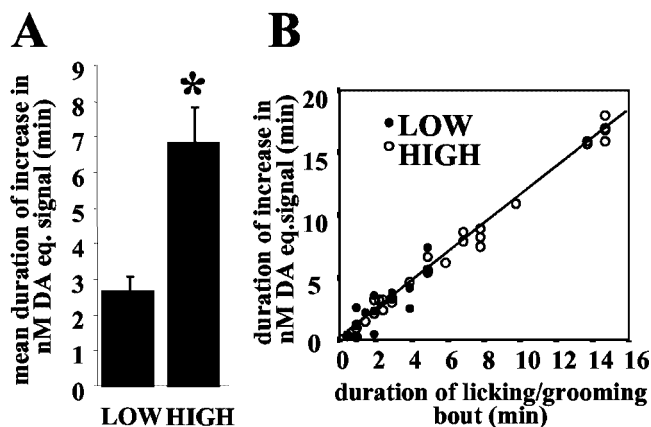 A
mean duration of increase in
nM DA eq. signal (min)
9
8
7
6
5
4
3
2
1
0
*
LOW HIGH
B
duration of increase in
nM DA eq.signal (min)
20
15
10
5
0
LOW
HIGH
0 2 4 6 8 10 12 14 16
duration of licking/grooming
bout (min)